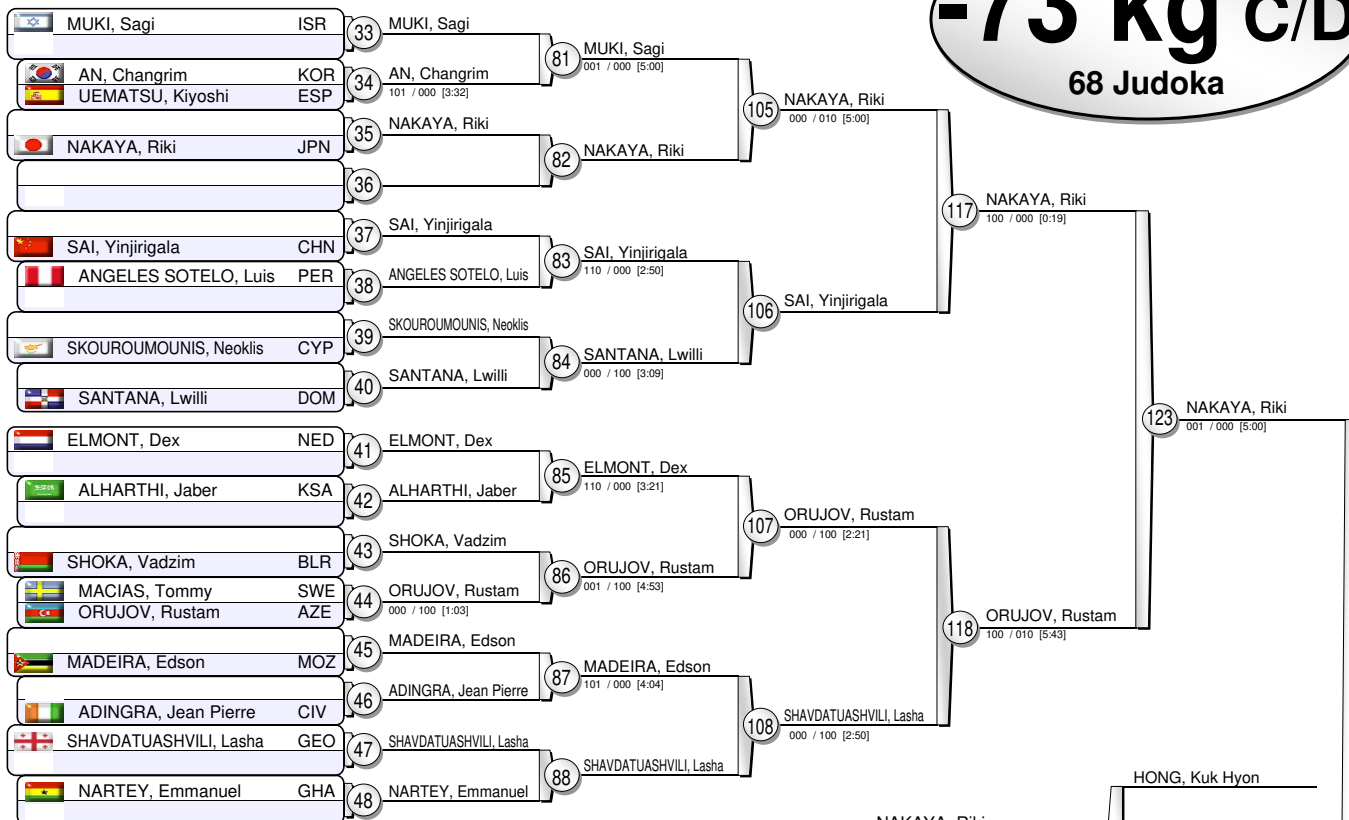 -73 kg C/D
68 Judoka
MUKI, Sagi ISR
33 MUKI, Sagi
81 MUKI, Sagi
001 / 000 [5:00]
AN, Changrim KOR
UEMATSU, Kiyoshi ESP
34 AN, Changrim
101 / 000 [3:32]
105 NAKAYA, Riki
000 / 010 [5:00]
NAKAYA, Riki JPN
35 NAKAYA, Riki
82 NAKAYA, Riki
36
117 NAKAYA, Riki
100 / 000 [0:19]
SAI, Yinjirigala CHN
37 SAI, Yinjirigala
83 SAI, Yinjirigala
110 / 000 [2:50]
ANGELES SOTELO, Luis PER
38 ANGELES SOTELO, Luis
106 SAI, Yinjirigala
SKOUROUMOUNIS, Neoklis CYP
39 SKOUROUMOUNIS, Neoklis
84 SANTANA, Lwilli
000 / 100 [3:09]
SANTANA, Lwilli DOM
40 SANTANA, Lwilli
123 NAKAYA, Riki
001 / 000 [5:00]
ELMONT, Dex NED
41 ELMONT, Dex
85 ELMONT, Dex
110 / 000 [3:21]
ALHARTHI, Jaber KSA
42 ALHARTHI, Jaber
107 ORUJOV, Rustam
000 / 100 [2:21]
SHOKA, Vadzim BLR
43 SHOKA, Vadzim
86 ORUJOV, Rustam
001 / 100 [4:53]
MACIAS, Tommy SWE
ORUJOV, Rustam AZE
44 ORUJOV, Rustam
000 / 100 [1:03]
118 ORUJOV, Rustam
100 / 010 [5:43]
MADEIRA, Edson MOZ
45 MADEIRA, Edson
87 MADEIRA, Edson
101 / 000 [4:04]
ADINGRA, Jean Pierre CIV
46 ADINGRA, Jean Pierre
108 SHAVDATUASHVILI, Lasha
000 / 100 [2:50]
SHAVDATUASHVILI, Lasha GEO
47 SHAVDATUASHVILI, Lasha
88 SHAVDATUASHVILI, Lasha
NARTEY, Emmanuel GHA
48 NARTEY, Emmanuel
HONG, Kuk Hyon
NAKAYA, Riki